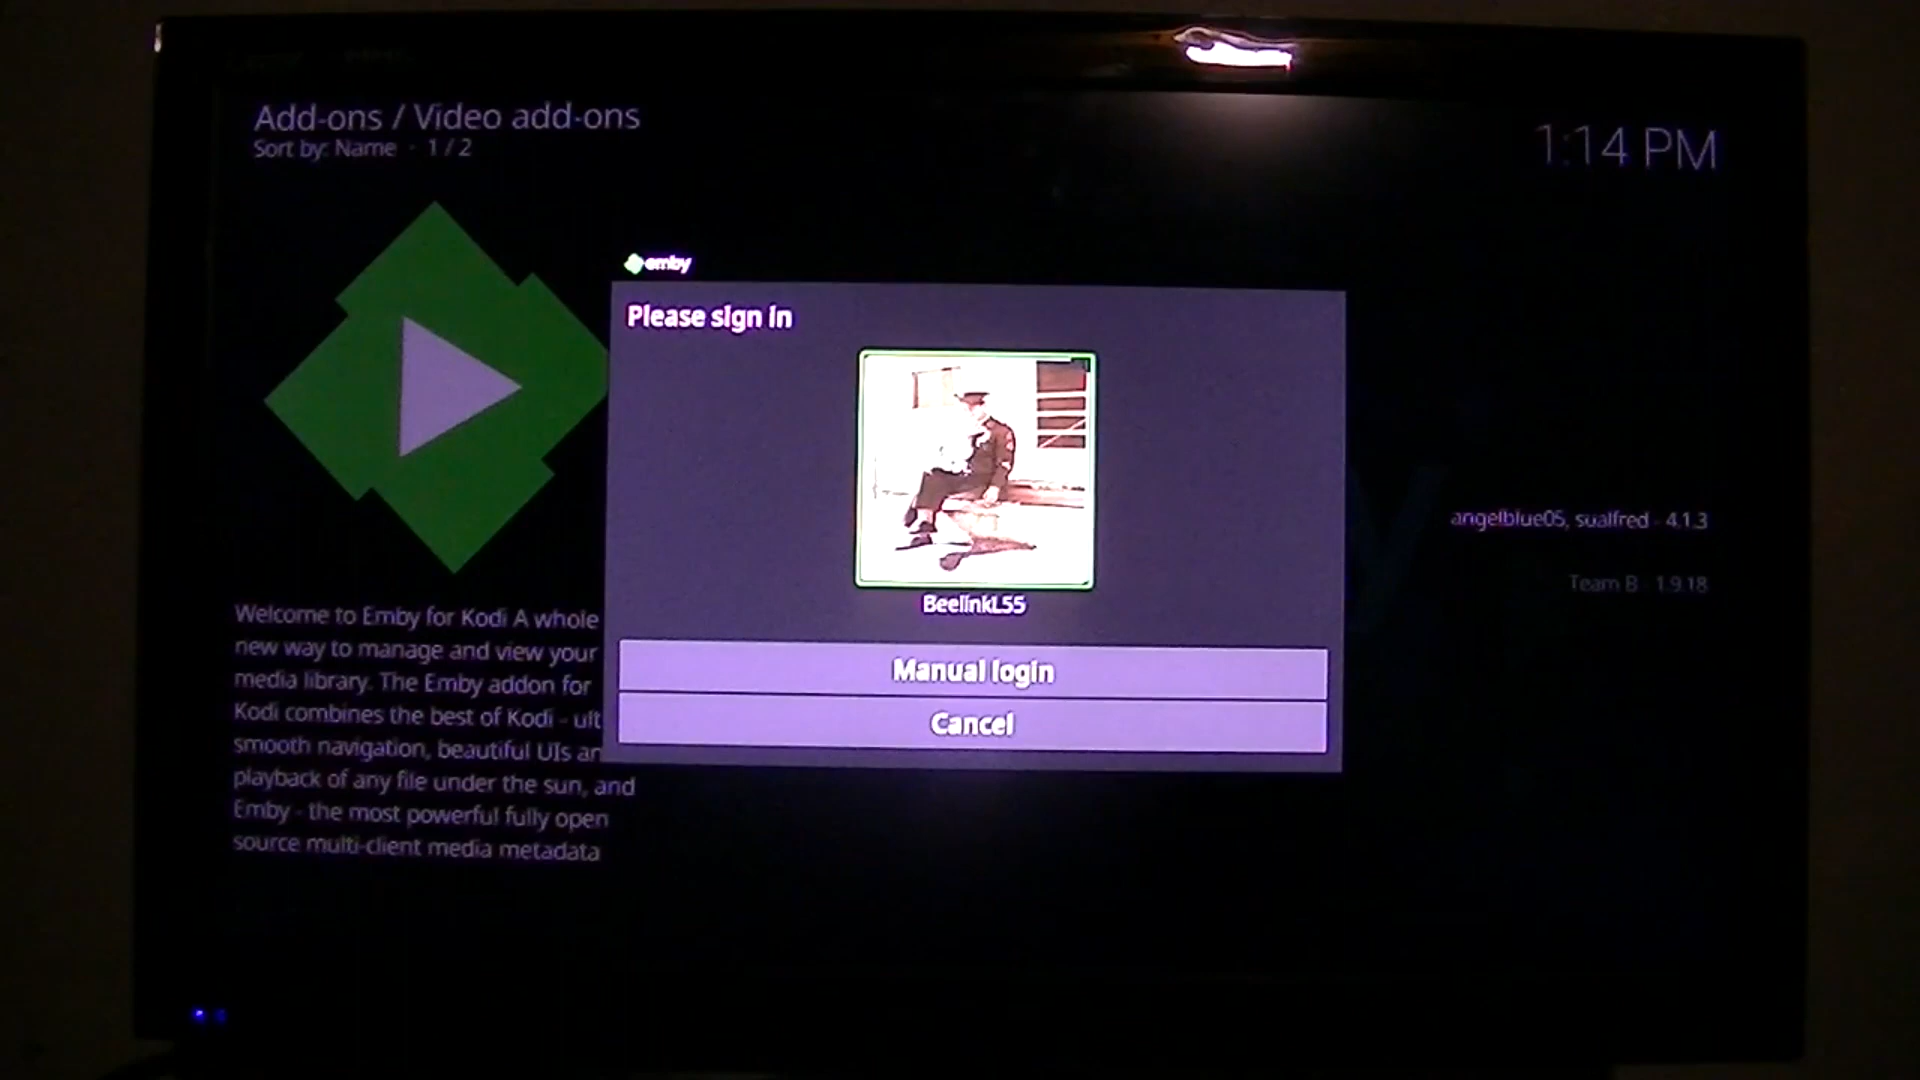 Add-ons / Video add-ons
Sort by: Name · 1 / 2
1:14 PM
emby
Please sign in
BeelinkL55
Manual login
Cancel
angelblue05, sualfred - 4.1.3
Team B - 1.9.18
Welcome to Emby for Kodi A whole
new way to manage and view your
media library. The Emby addon for
Kodi combines the best of Kodi - ult
smooth navigation, beautiful UIs an
playback of any file under the sun, and
Emby - the most powerful fully open
source multi-client media metadata